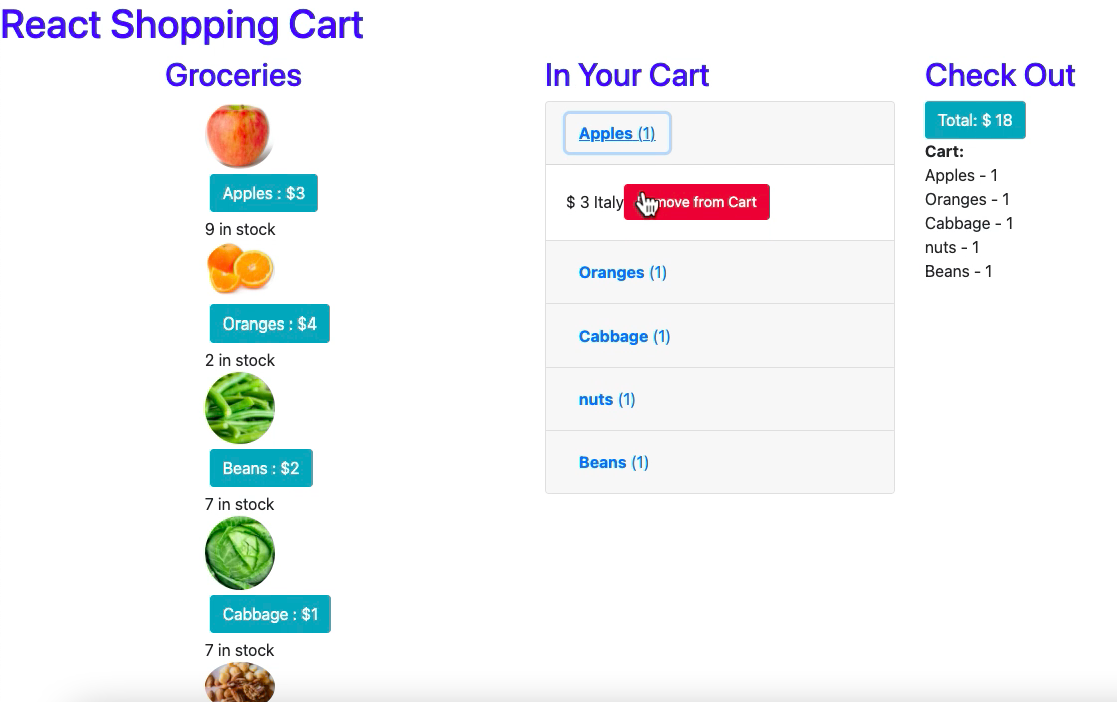 React Shopping Cart
Groceries
Apples : $3
9 in stock
Oranges : $4
2 in stock
Beans : $2
7 in stock
Cabbage : $1
7 in stock
In Your Cart
Apples (1)
$ 3 Italy
move from Cart
Oranges (1)
Cabbage (1)
nuts (1)
Beans (1)
Check Out
Total: $ 18
Cart:
Apples - 1
Oranges - 1
Cabbage - 1
nuts - 1
Beans - 1